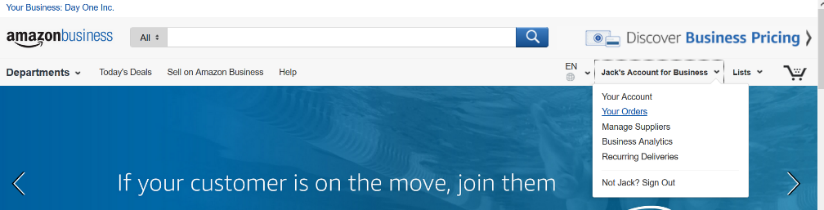 Your Business: Day One Inc.
amazonbusiness
All
Discover Business Pricing
Departments
Today's Deals
Sell on Amazon Business
Help
EN
Jack's Account for Business
Lists
Your Account
Your Orders
Manage Suppliers
Business Analytics
Recurring Deliveries
Not Jack? Sign Out
If your customer is on the move, join them